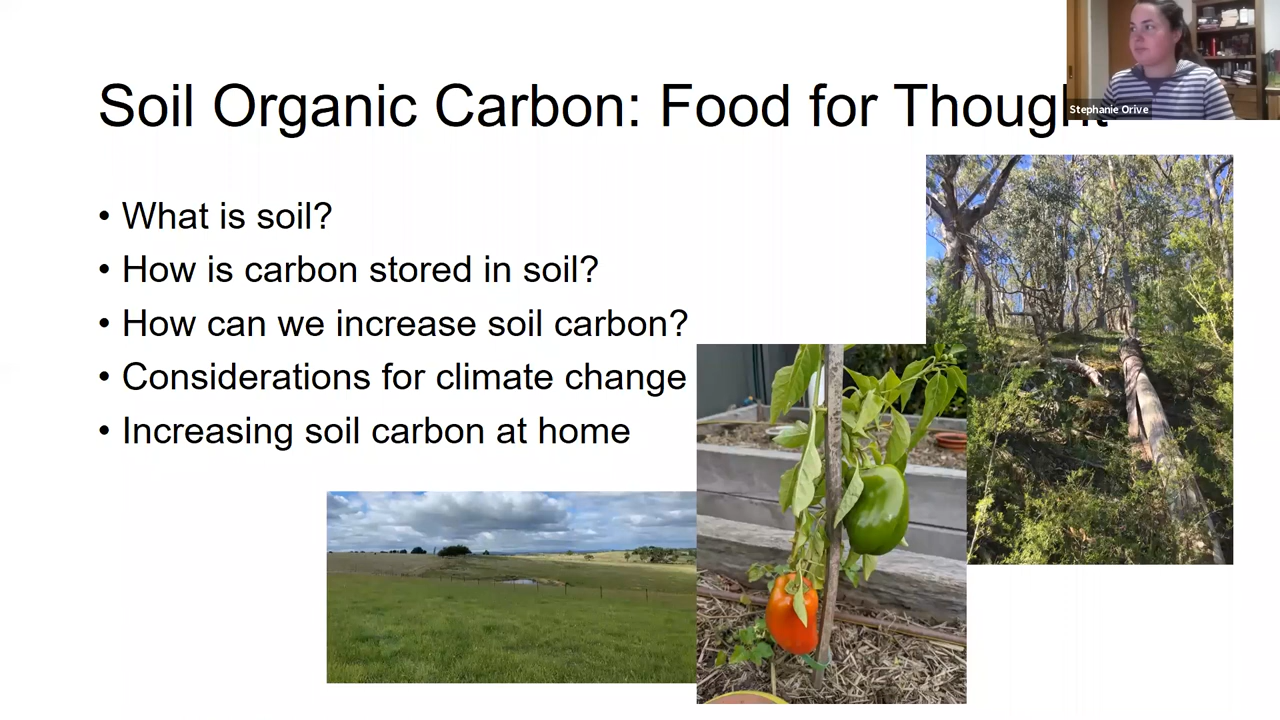 Soil Organic Carbon: Food for Thought
Stephanie Orive
• What is soil?
• How is carbon stored in soil?
• How can we increase soil carbon?
• Considerations for climate change
• Increasing soil carbon at home